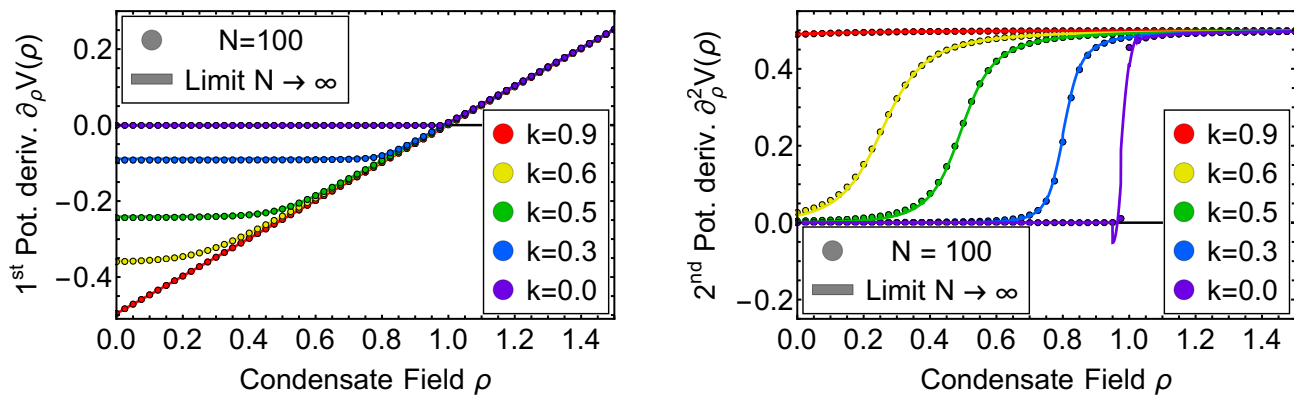 1st Pot. deriv. ∂ρV(ρ)
0.2
0.0
−0.2
−0.4
N=100
Limit N → ∞
k=0.9
k=0.6
k=0.5
k=0.3
k=0.0
0.0 0.2 0.4 0.6 0.8 1.0 1.2 1.4
Condensate Field ρ
2nd Pot. deriv. ∂ρ²V(ρ)
0.4
0.2
0.0
−0.2
k=0.9
k=0.6
k=0.5
k=0.3
k=0.0
N = 100
Limit N → ∞
0.0 0.2 0.4 0.6 0.8 1.0 1.2 1.4
Condensate Field ρ